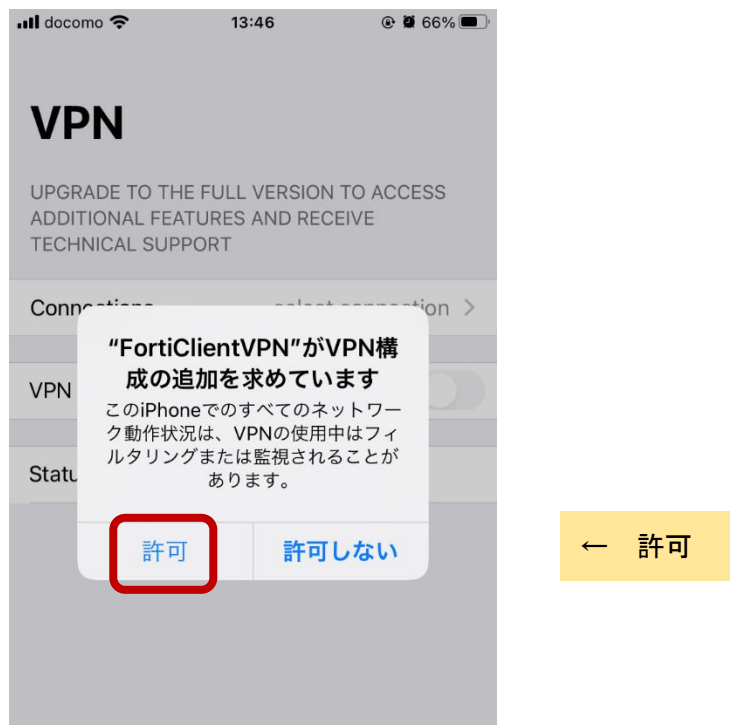 docomo 13:46 66%
VPN
UPGRADE TO THE FULL VERSION TO ACCESS
ADDITIONAL FEATURES AND RECEIVE
TECHNICAL SUPPORT
Connections select connection >
“FortiClientVPN”がVPN構
成の追加を求めています
VPN
このiPhoneでのすべてのネットワー
ク動作状況は、VPNの使用中はフィ
ルタリングまたは監視されることが
あります。
Statu
許可 許可しない
← 許可